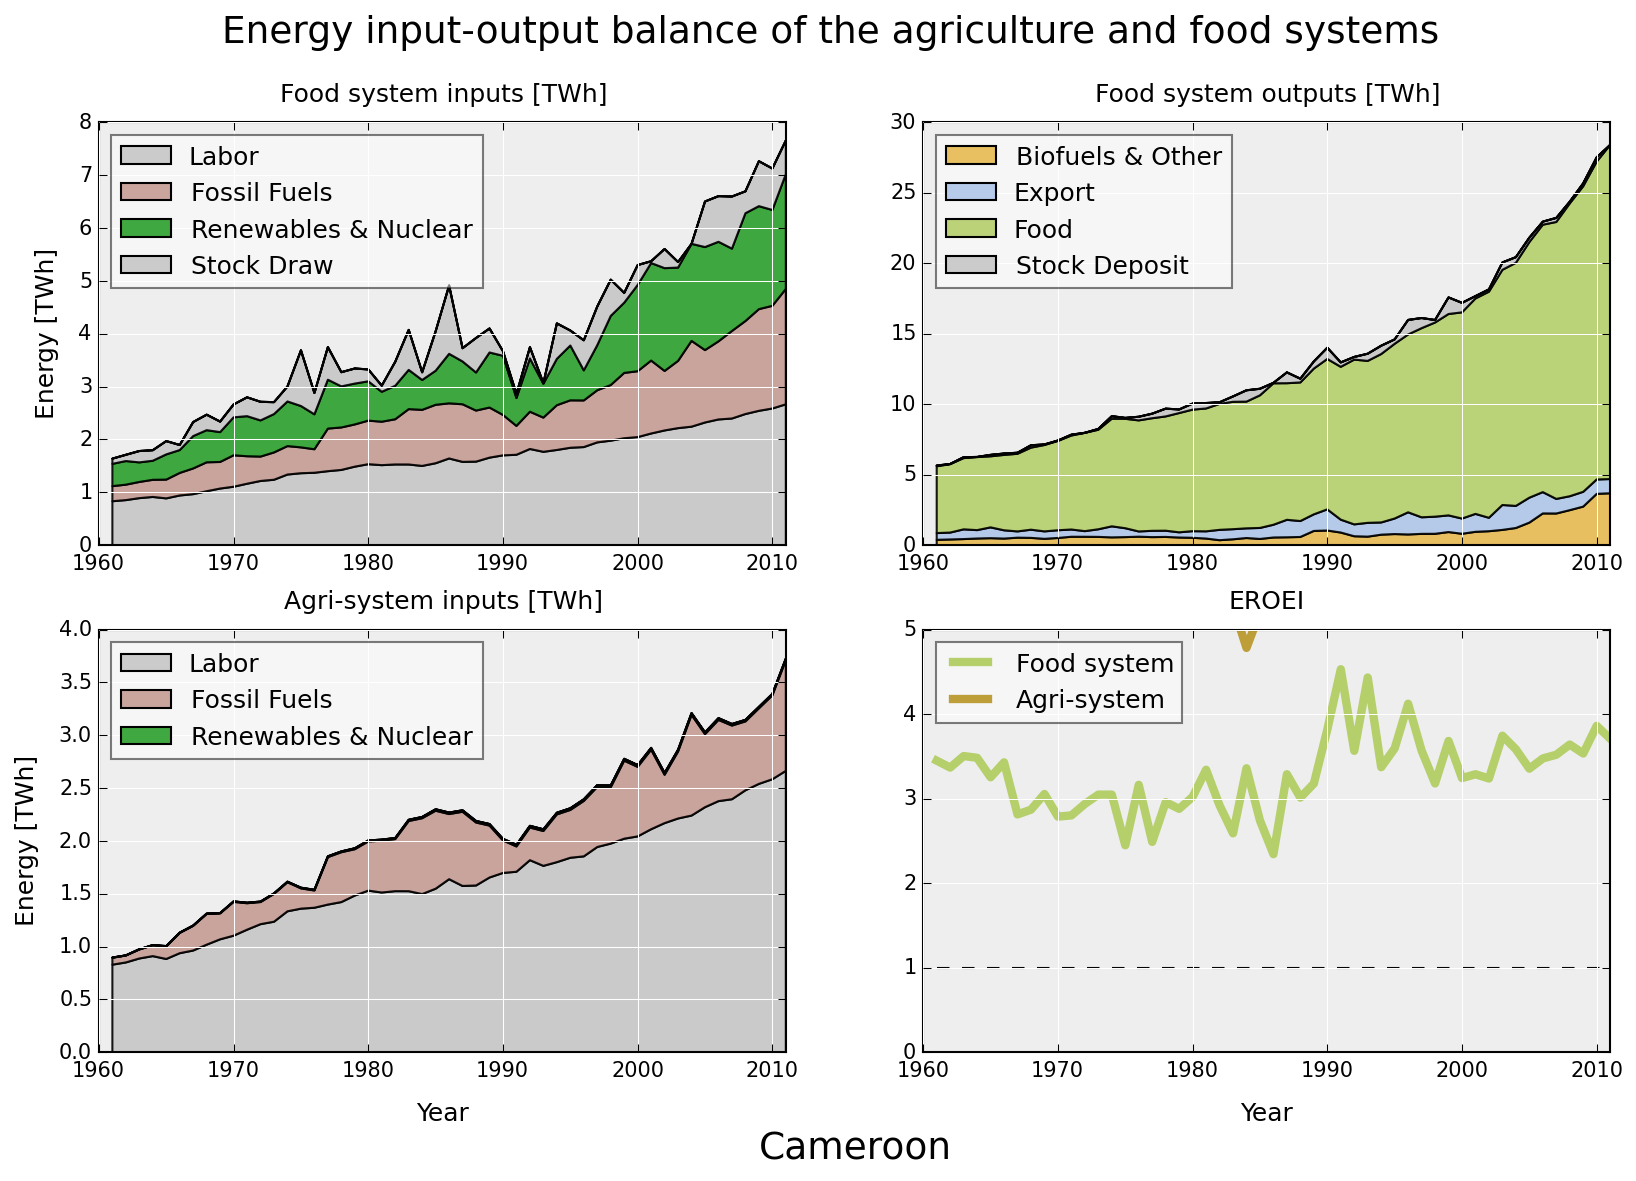 Energy input-output balance of the agriculture and food systems
Food system inputs [TWh]
Energy [TWh]
8
7
6
5
4
3
2
1
0
1960 1970 1980 1990 2000 2010
Labor
Fossil Fuels
Renewables & Nuclear
Stock Draw
Food system outputs [TWh]
30
25
20
15
10
5
0
1960 1970 1980 1990 2000 2010
Biofuels & Other
Export
Food
Stock Deposit
Agri-system inputs [TWh]
Energy [TWh]
4.0
3.5
3.0
2.5
2.0
1.5
1.0
0.5
0.0
1960 1970 1980 1990 2000 2010
Labor
Fossil Fuels
Renewables & Nuclear
Year
EROEI
5
4
3
2
1
0
1960 1970 1980 1990 2000 2010
Food system
Agri-system
Year
Cameroon